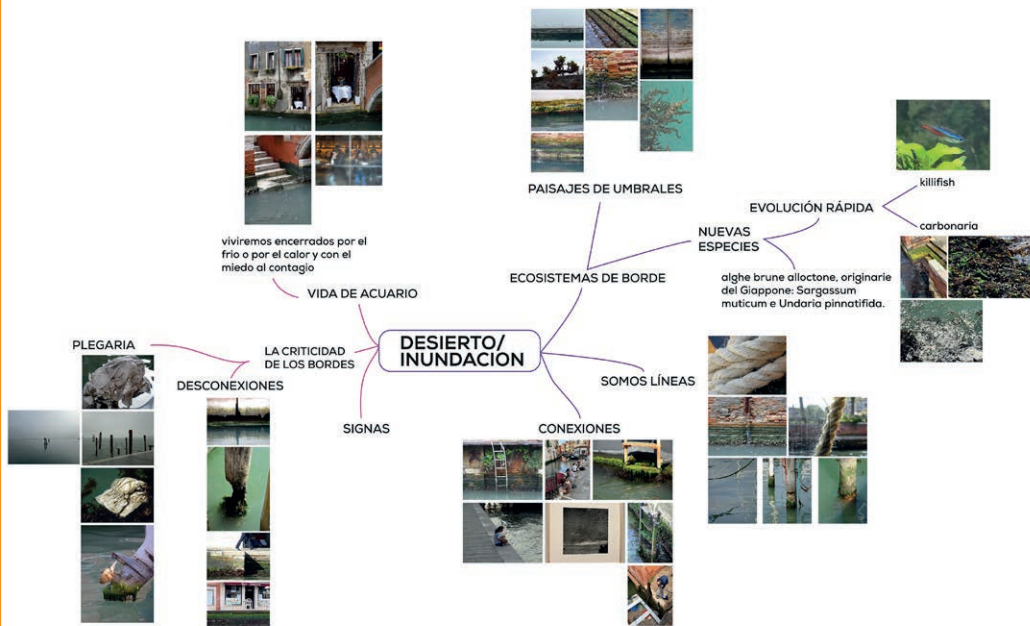 PAISAJES DE UMBRALES
killifish
EVOLUCIÓN RÁPIDA
carbonaria
NUEVAS
ESPECIES
viviremos encerrados por el
frío o por el calor y con el
miedo al contagio
ECOSISTEMAS DE BORDE
alghe brune alloctone, originarie
del Giappone: Sargassum
muticum e Undaria pinnatifida.
VIDA DE ACUARIO
DESIERTO/
INUNDACIÓN
PLEGARIA
LA CRITICIDAD
DE LOS BORDES
DESCONEXIONES
SOMOS LÍNEAS
SIGNAS
CONEXIONES